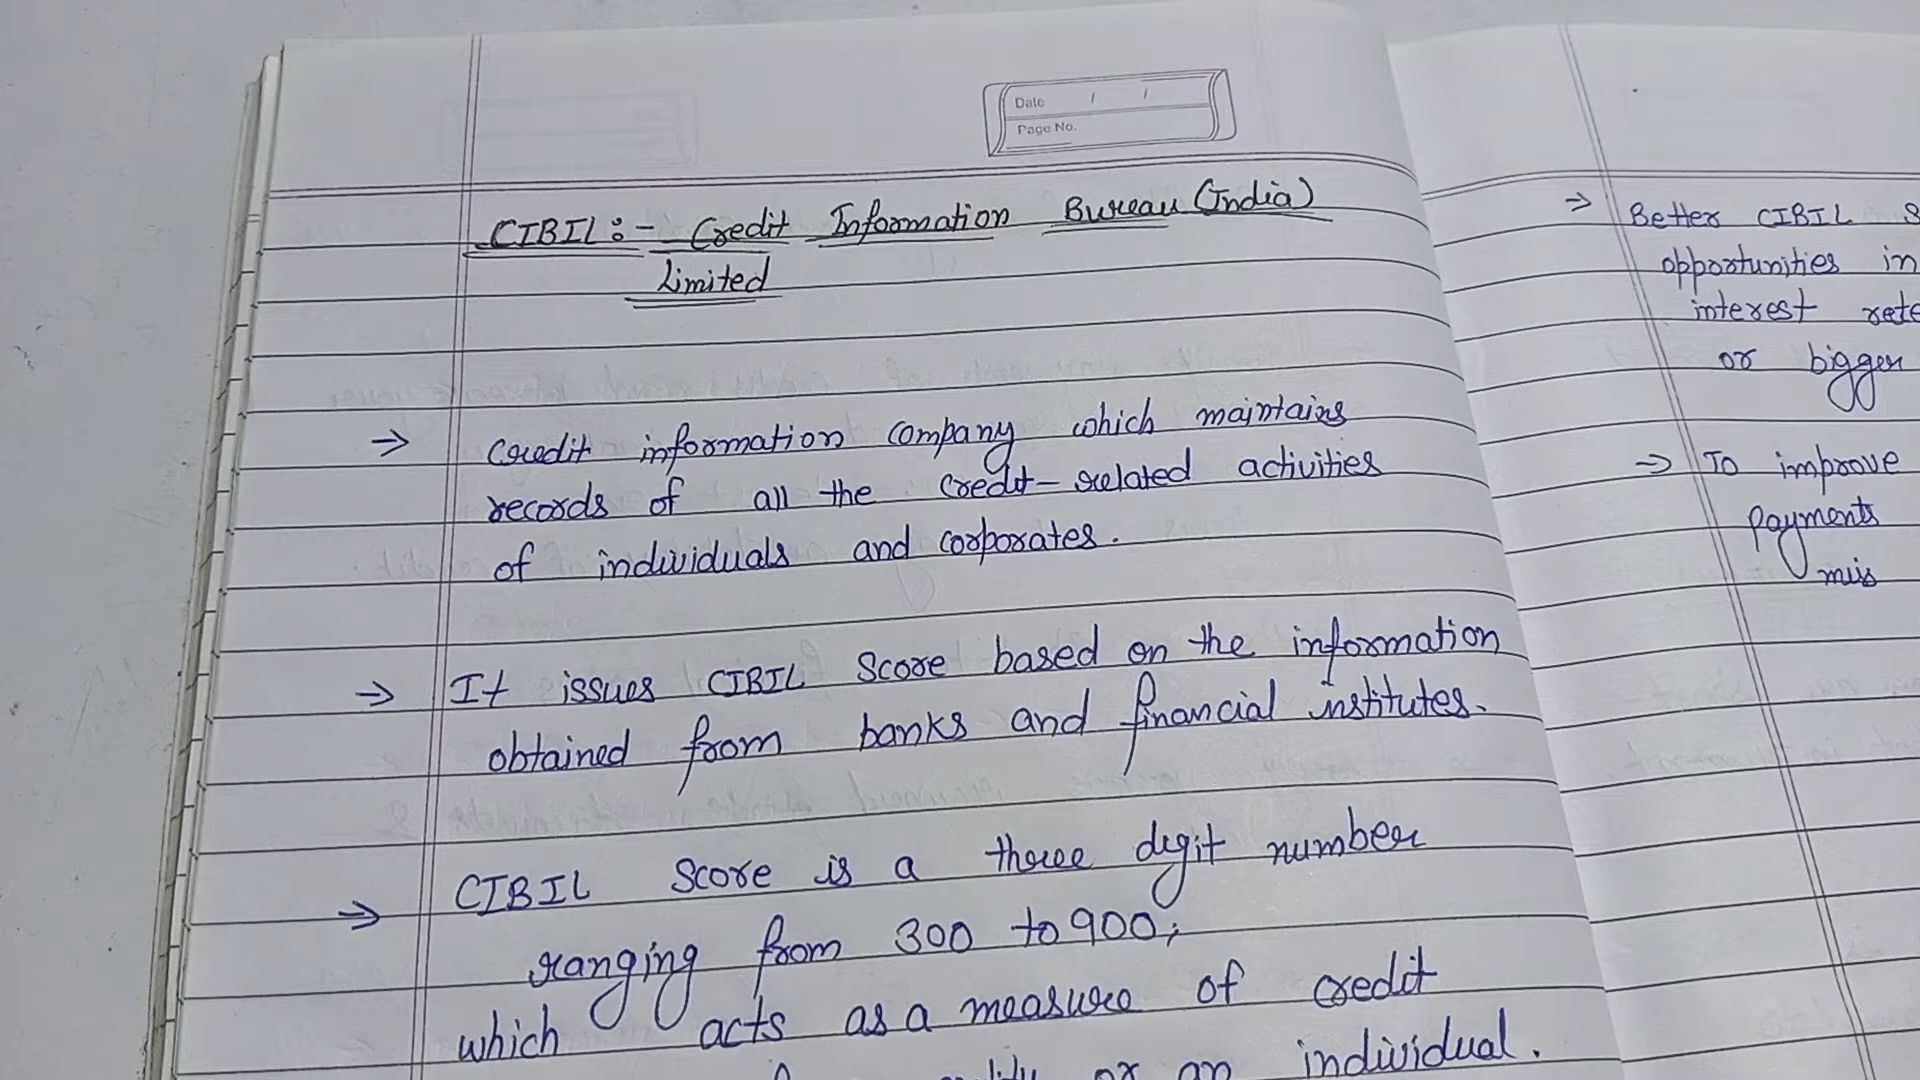 Date / /
Page No.
CIBIL:- Credit Information Bureau (India)
Limited
→ Credit information company which maintains
records of all the credit-related activities
of individuals and corporates.
→ It issues CIBIL Score based on the information
obtained from banks and financial institutes.
→ CIBIL Score is a three digit number
ranging from 300 to 900;
which acts as a measure of credit
or an individual.
→ Better CIBIL S
opportunities in
interest rate
or bigger
→ To improve
payments
mis